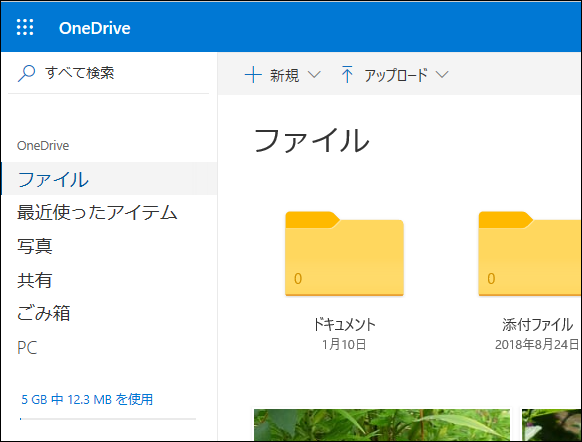 OneDrive
すべて検索
新規 アップロード
OneDrive
ファイル
最近使ったアイテム
写真
共有
ごみ箱
PC
5 GB 中 12.3 MB を使用
ファイル
0 0
ドキュメント 添付ファイル
1月10日 2018年8月24日